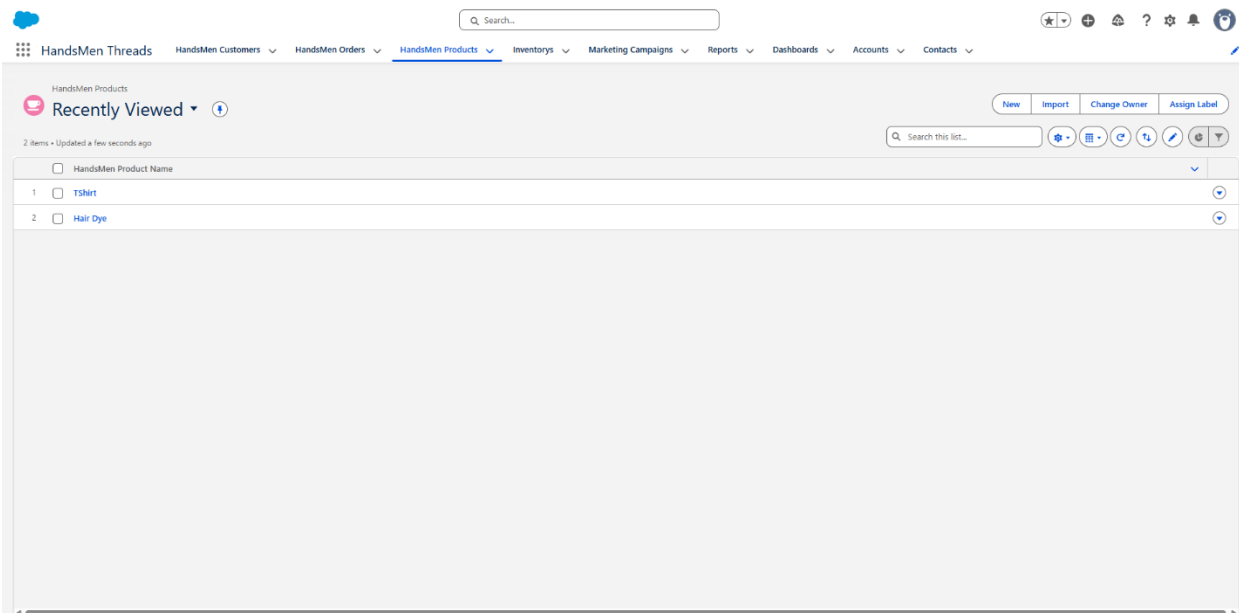 Search...
HandsMen Threads HandsMen Customers HandsMen Orders HandsMen Products Inventorys Marketing Campaigns Reports Dashboards Accounts Contacts
HandsMen Products
Recently Viewed
New Import Change Owner Assign Label
2 items • Updated a few seconds ago
Search this list...
HandsMen Product Name
1 TShirt
2 Hair Dye